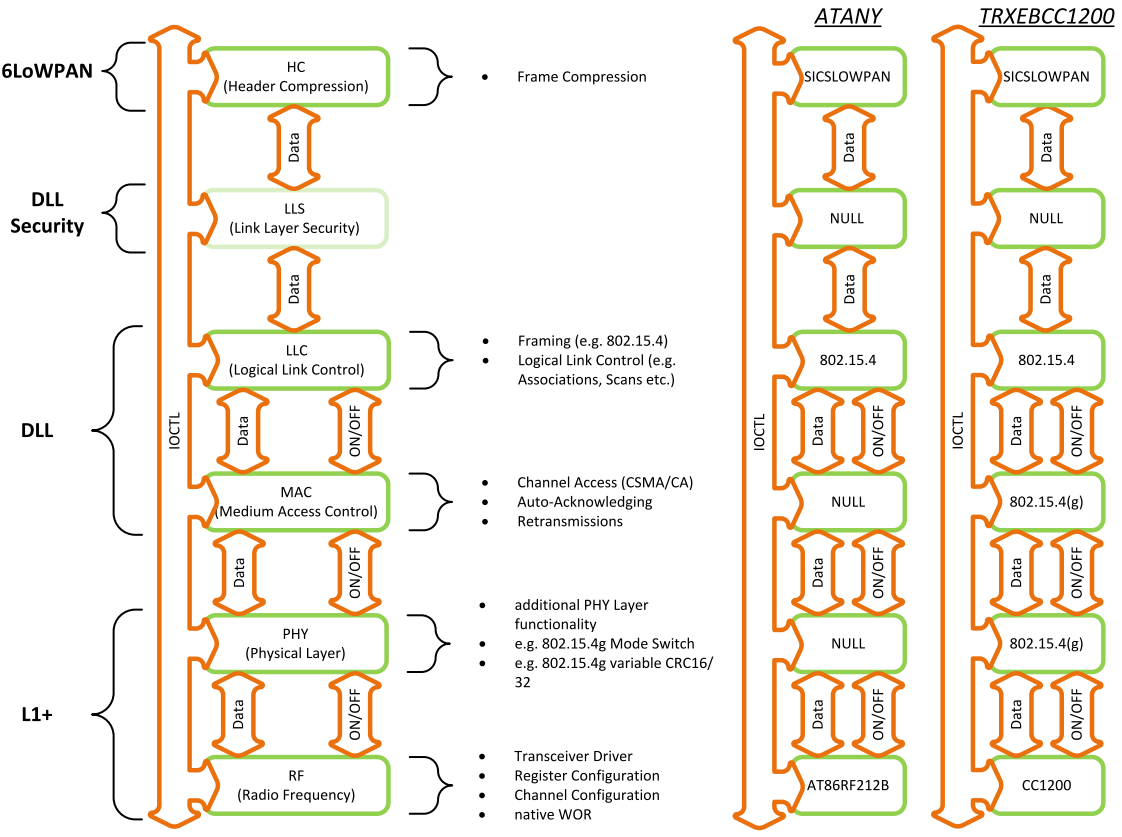 ATANY
TRXEBCC1200
6LoWPAN
HC
(Header Compression)
• Frame Compression
SICSLOWPAN
SICSLOWPAN
Data
Data
Data
DLL
Security
LLS
(Link Layer Security)
NULL
NULL
Data
Data
Data
DLL
LLC
(Logical Link Control)
• Framing (e.g. 802.15.4)
• Logical Link Control (e.g.
Associations, Scans etc.)
802.15.4
802.15.4
IOCTL
Data
ON/OFF
IOCTL
Data
ON/OFF
IOCTL
Data
ON/OFF
MAC
(Medium Access Control)
• Channel Access (CSMA/CA)
• Auto-Acknowledging
• Retransmissions
NULL
802.15.4(g)
Data
ON/OFF
Data
ON/OFF
Data
ON/OFF
L1+
PHY
(Physical Layer)
• additional PHY Layer
functionality
• e.g. 802.15.4g Mode Switch
• e.g. 802.15.4g variable CRC16/
32
NULL
802.15.4(g)
Data
ON/OFF
Data
ON/OFF
Data
ON/OFF
RF
(Radio Frequency)
• Transceiver Driver
• Register Configuration
• Channel Configuration
• native WOR
AT86RF212B
CC1200